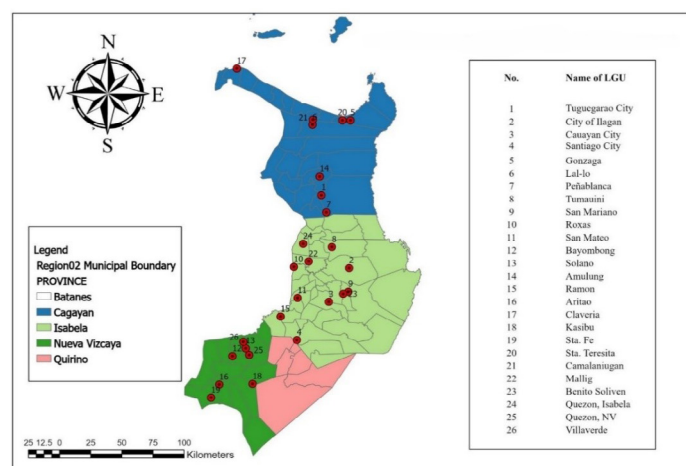 17
N
W E
S
21 6 20 5
14
1
7
24
8
22
10 2
9
11 3 23
15
4
26 13
12 25
16 18
19
Legend
Region02 Municipal Boundary
PROVINCE
Batanes
Cagayan
Isabela
Nueva Vizcaya
Quirino
25 12.5 0 25 50 75 100
Kilometers
No. Name of LGU
1 Tuguegarao City
2 City of Ilagan
3 Cauayan City
4 Santiago City
5 Gonzaga
6 Lal-lo
7 Peñablanca
8 Tumauini
9 San Mariano
10 Roxas
11 San Mateo
12 Bayombong
13 Solano
14 Amulung
15 Ramon
16 Aritao
17 Claveria
18 Kasibu
19 Sta. Fe
20 Sta. Teresita
21 Camalaniugan
22 Mallig
23 Benito Soliven
24 Quezon, Isabela
25 Quezon, NV
26 Villaverde